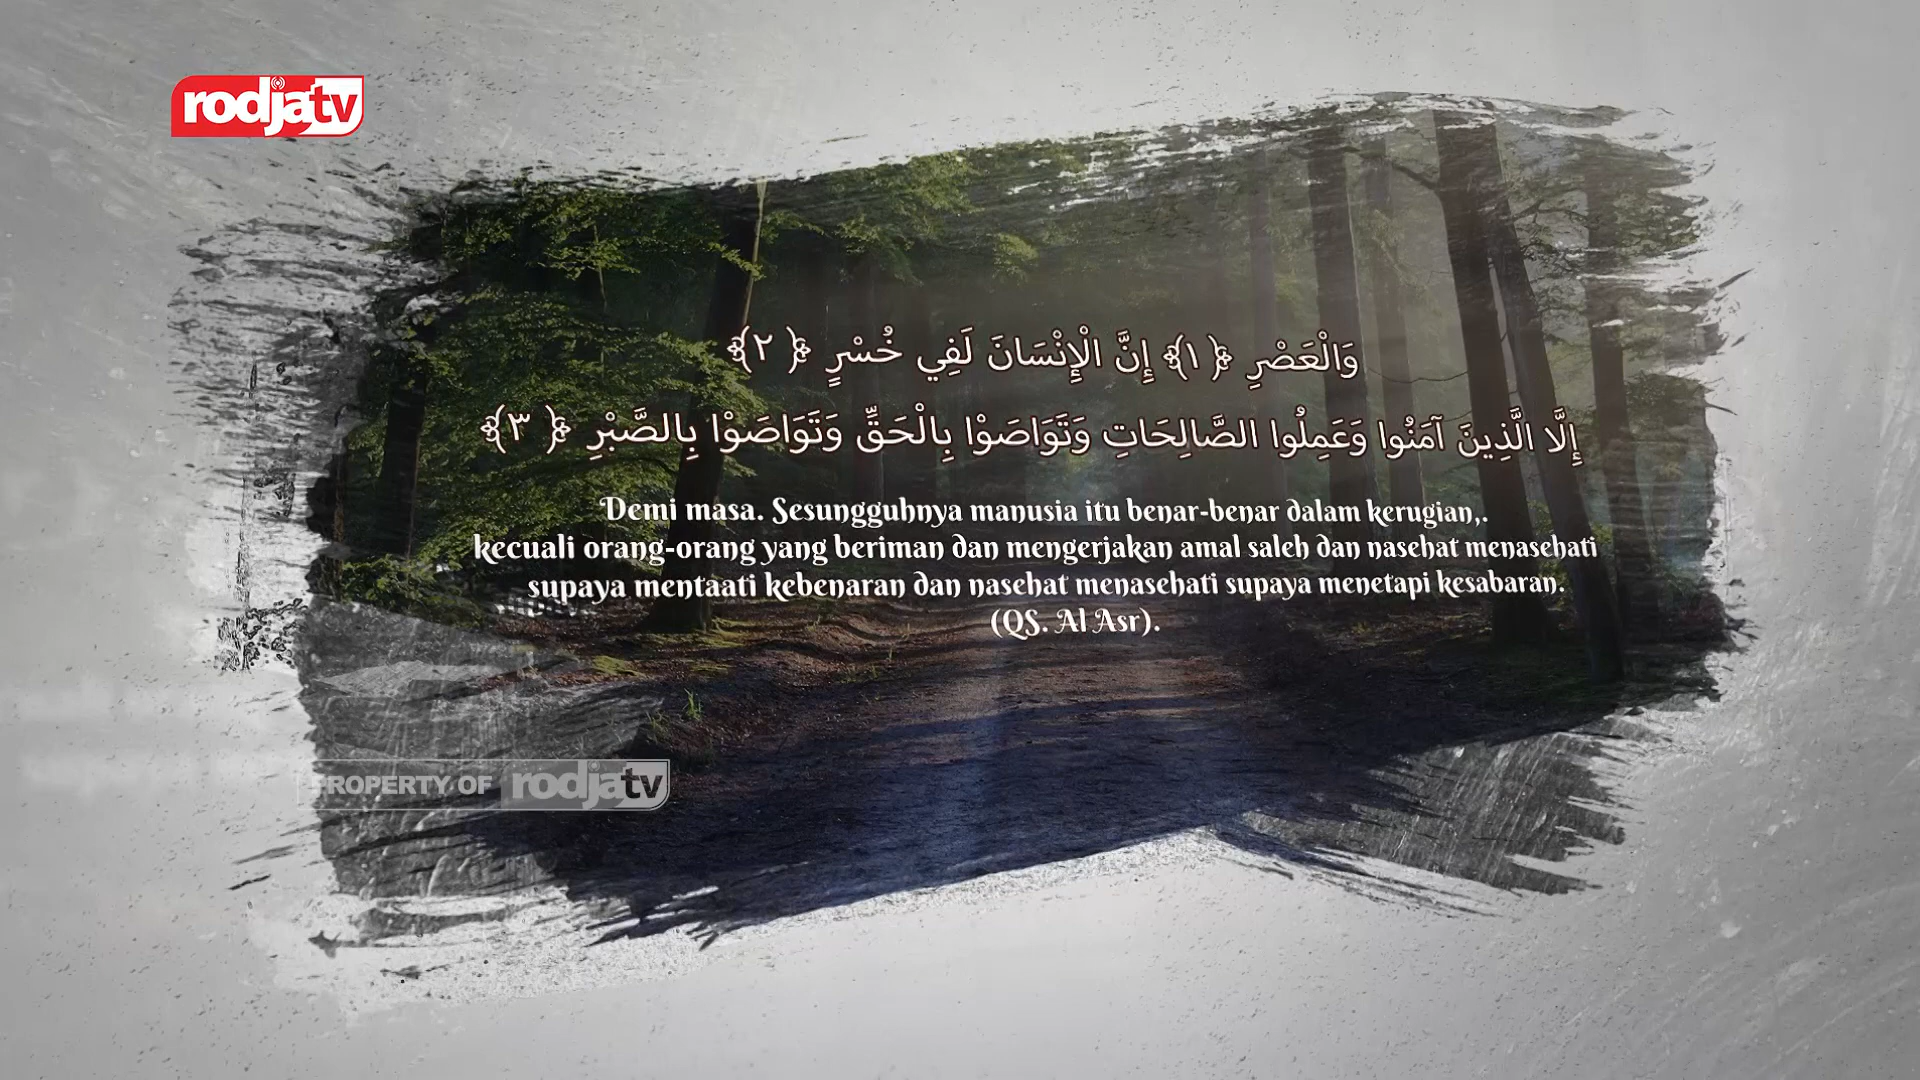 rodjatv
وَالْعَصْرِ ﴿١﴾ إِنَّ الْإِنْسَانَ لَفِي خُسْرٍ ﴿٢﴾
إِلَّا الَّذِينَ آمَنُوا وَعَمِلُوا الصَّالِحَاتِ وَتَوَاصَوْا بِالْحَقِّ وَتَوَاصَوْا بِالصَّبْرِ ﴿٣﴾
Demi masa. Sesungguhnya manusia itu benar-benar dalam kerugian,.
kecuali orang-orang yang beriman dan mengerjakan amal saleh dan nasehat menasehati
supaya mentaati kebenaran dan nasehat menasehati supaya menetapi kesabaran.
(QS. Al Asr).
PROPERTY OF rodjatv